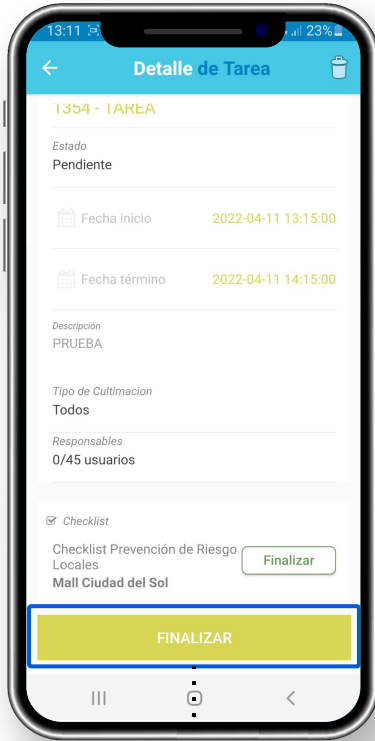 13:11 23%
Detalle de Tarea
1354 - TAREA
Estado
Pendiente
Fecha inicio 2022-04-11 13:15:00
Fecha término 2022-04-11 14:15:00
Descripción
PRUEBA
Tipo de Cultimacion
Todos
Responsables
0/45 usuarios
Checklist
Checklist Prevención de Riesgo
Locales
Finalizar
Mall Ciudad del Sol
FINALIZAR